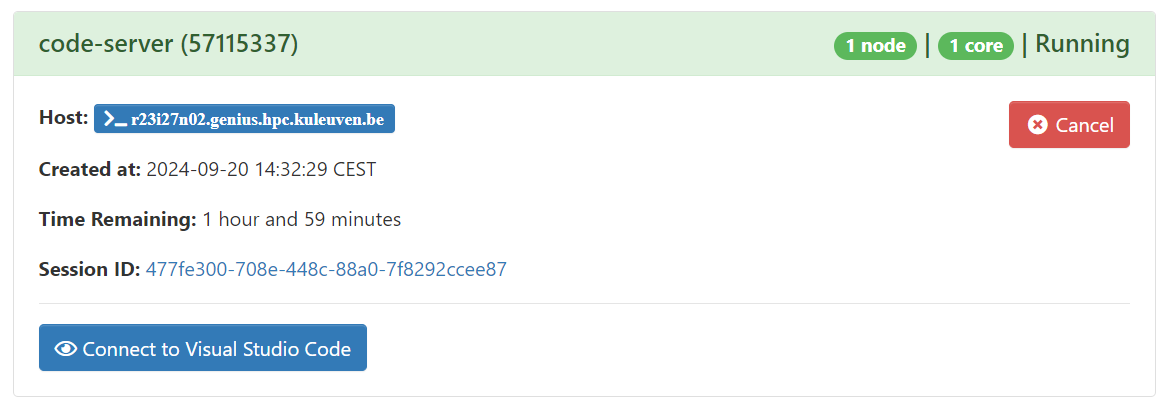 code-server (57115337) 1 node | 1 core | Running
Host: >_ r23i27n02.genius.hpc.kuleuven.be Cancel
Created at: 2024-09-20 14:32:29 CEST
Time Remaining: 1 hour and 59 minutes
Session ID: 477fe300-708e-448c-88a0-7f8292ccee87
Connect to Visual Studio Code